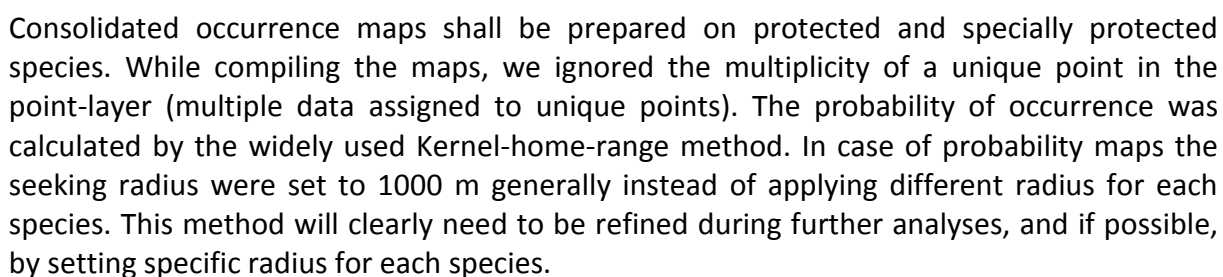 Consolidated occurrence maps shall be prepared on protected and specially protected
species. While compiling the maps, we ignored the multiplicity of a unique point in the
point-layer (multiple data assigned to unique points). The probability of occurrence was
calculated by the widely used Kernel-home-range method. In case of probability maps the
seeking radius were set to 1000 m generally instead of applying different radius for each
species. This method will clearly need to be refined during further analyses, and if possible,
by setting specific radius for each species.